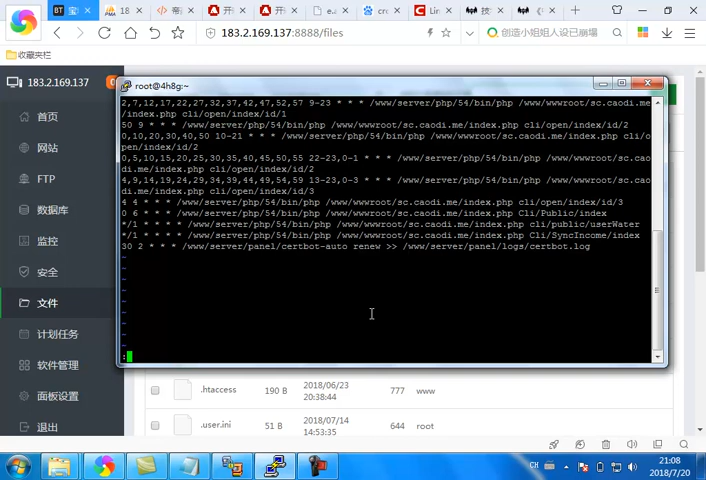 BT 宝
18
帝
开
开
e.a
cro
Lin
技
《
183.2.169.137:8888/files
创造小姐姐人设已崩塌
收藏夹栏
183.2.169.137
首页
网站
FTP
数据库
监控
安全
文件
计划任务
软件管理
面板设置
退出
root@4h8g:~
2,7,12,17,22,27,32,37,42,47,52,57 9-23 * * * /www/server/php/54/bin/php /www/wwwroot/sc.caodi.me
/index.php cli/open/index/id/1
50 9 * * * /www/server/php/54/bin/php /www/wwwroot/sc.caodi.me/index.php cli/open/index/id/2
0,10,20,30,40,50 10-21 * * * /www/server/php/54/bin/php /www/wwwroot/sc.caodi.me/index.php cli/o
pen/index/id/2
0,5,10,15,20,25,30,35,40,45,50,55 22-23,0-1 * * * /www/server/php/54/bin/php /www/wwwroot/sc.cao
di.me/index.php cli/open/index/id/2
4,9,14,19,24,29,34,39,44,49,54,59 13-23,0-3 * * * /www/server/php/54/bin/php /www/wwwroot/sc.cao
di.me/index.php cli/open/index/id/3
4 4 * * * /www/server/php/54/bin/php /www/wwwroot/sc.caodi.me/index.php cli/open/index/id/3
0 6 * * * /www/server/php/54/bin/php /www/wwwroot/sc.caodi.me/index.php Cli/Public/index
*/1 * * * * /www/server/php/54/bin/php /www/wwwroot/sc.caodi.me/index.php cli/public/userWater
*/1 * * * * /www/server/php/54/bin/php /www/wwwroot/sc.caodi.me/index.php Cli/SyncIncome/index
30 2 * * * /www/server/panel/certbot-auto renew >> /www/server/panel/logs/certbot.log
~
~
~
~
~
~
~
~
~
:
.htaccess 190 B 2018/06/23 20:38:44 777 www
.user.ini 51 B 2018/07/14 14:53:35 644 root
CH
21:08
2018/7/20